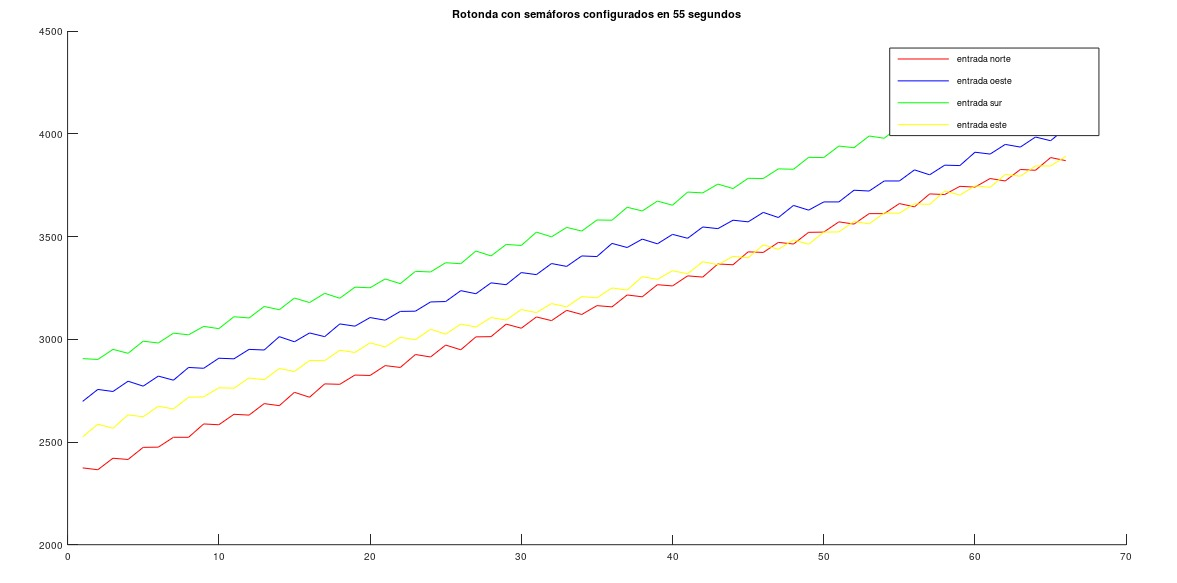 Rotonda con semáforos configurados en 55 segundos
4500
4000
3500
3000
2500
2000
0 10 20 30 40 50 60 70
entrada norte
entrada oeste
entrada sur
entrada este